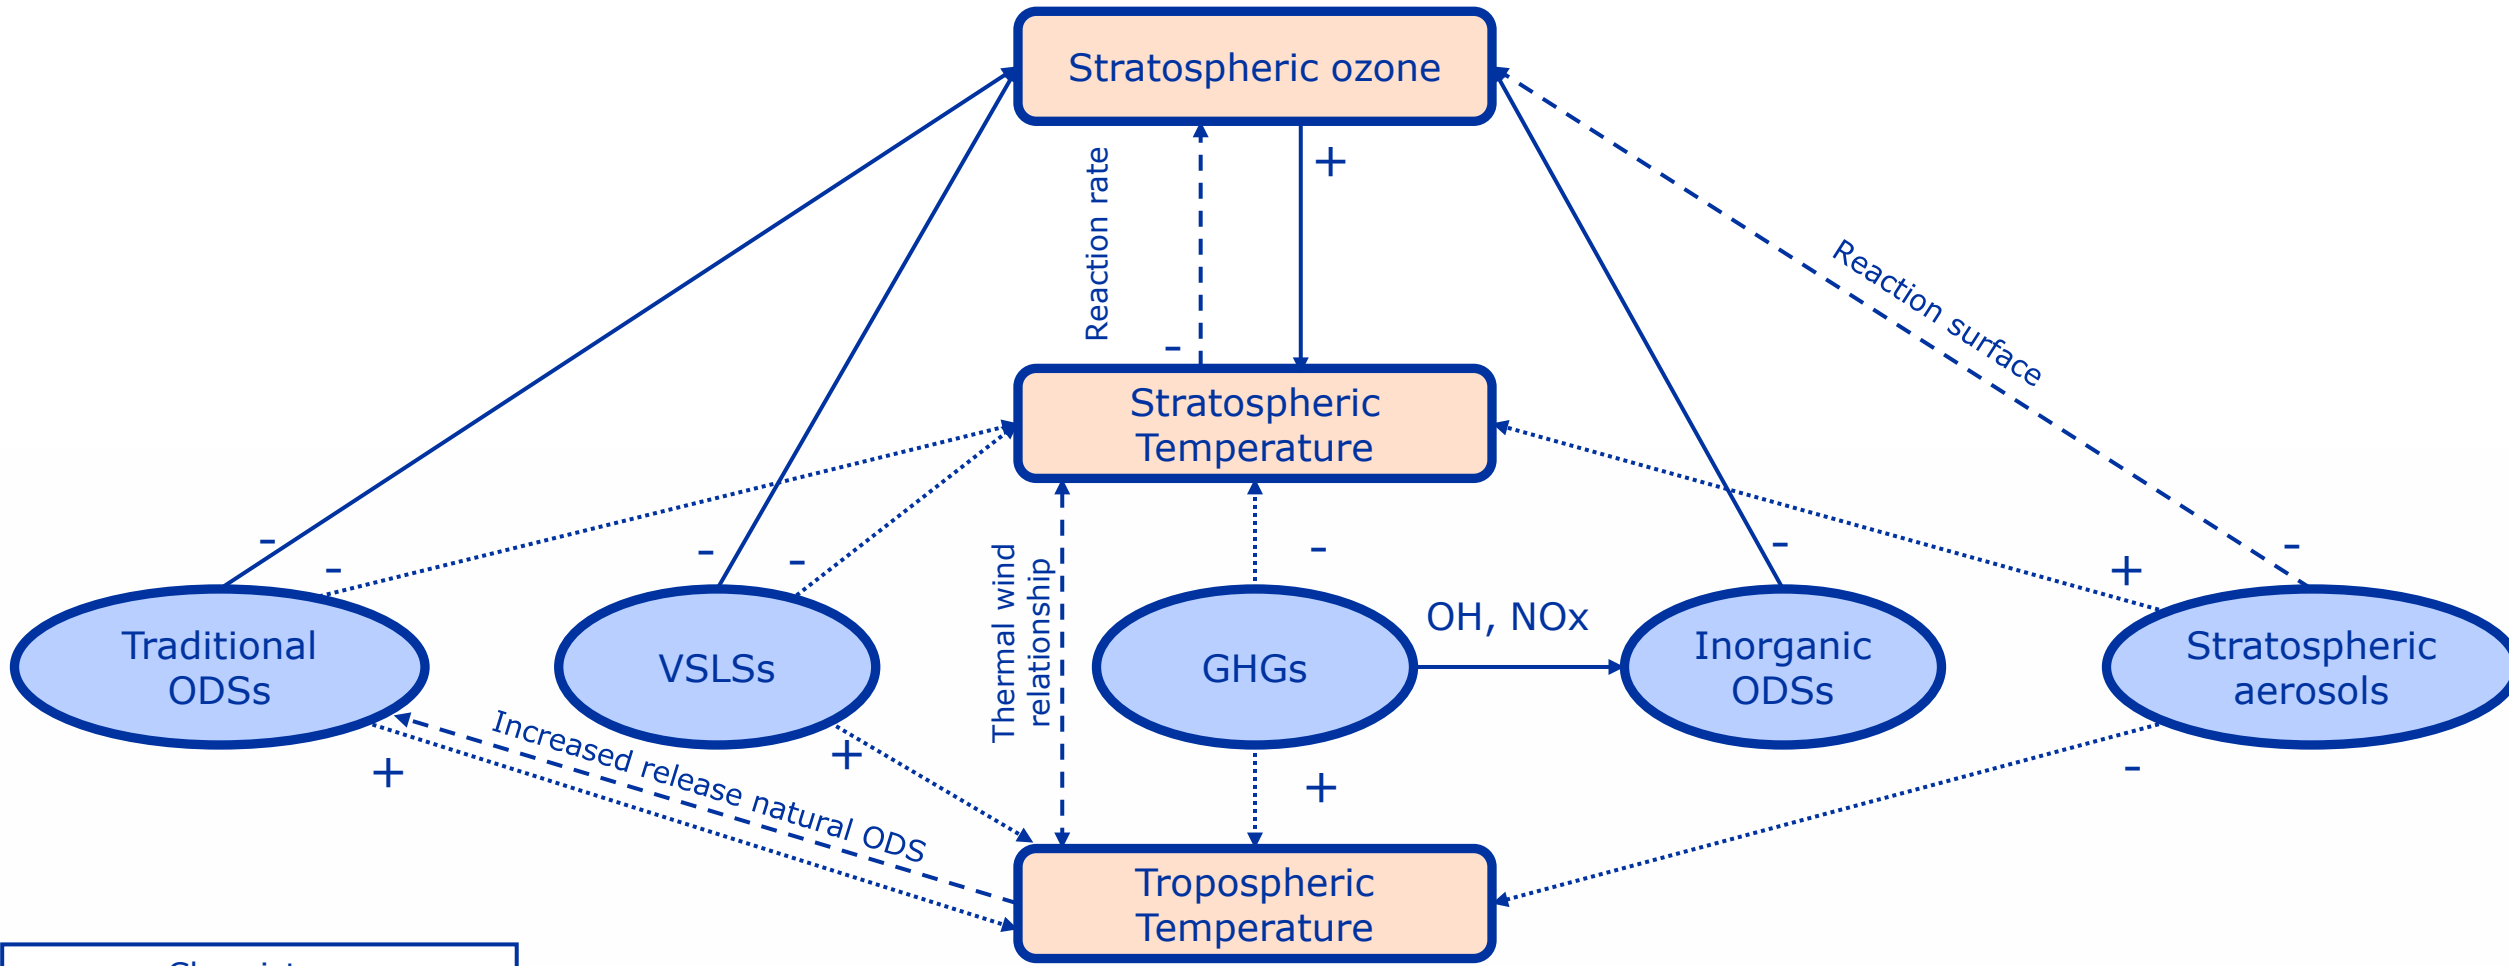 Stratospheric ozone
+
Reaction rate
-
Reaction surface
Stratospheric
Temperature
-
-
-
-
-
-
+
-
Thermal wind
relationship
Traditional
ODSs
VSLSs
GHGs
OH, NOx
Inorganic
ODSs
Stratospheric
aerosols
+
Increased release natural ODS
+
+
-
Tropospheric
Temperature